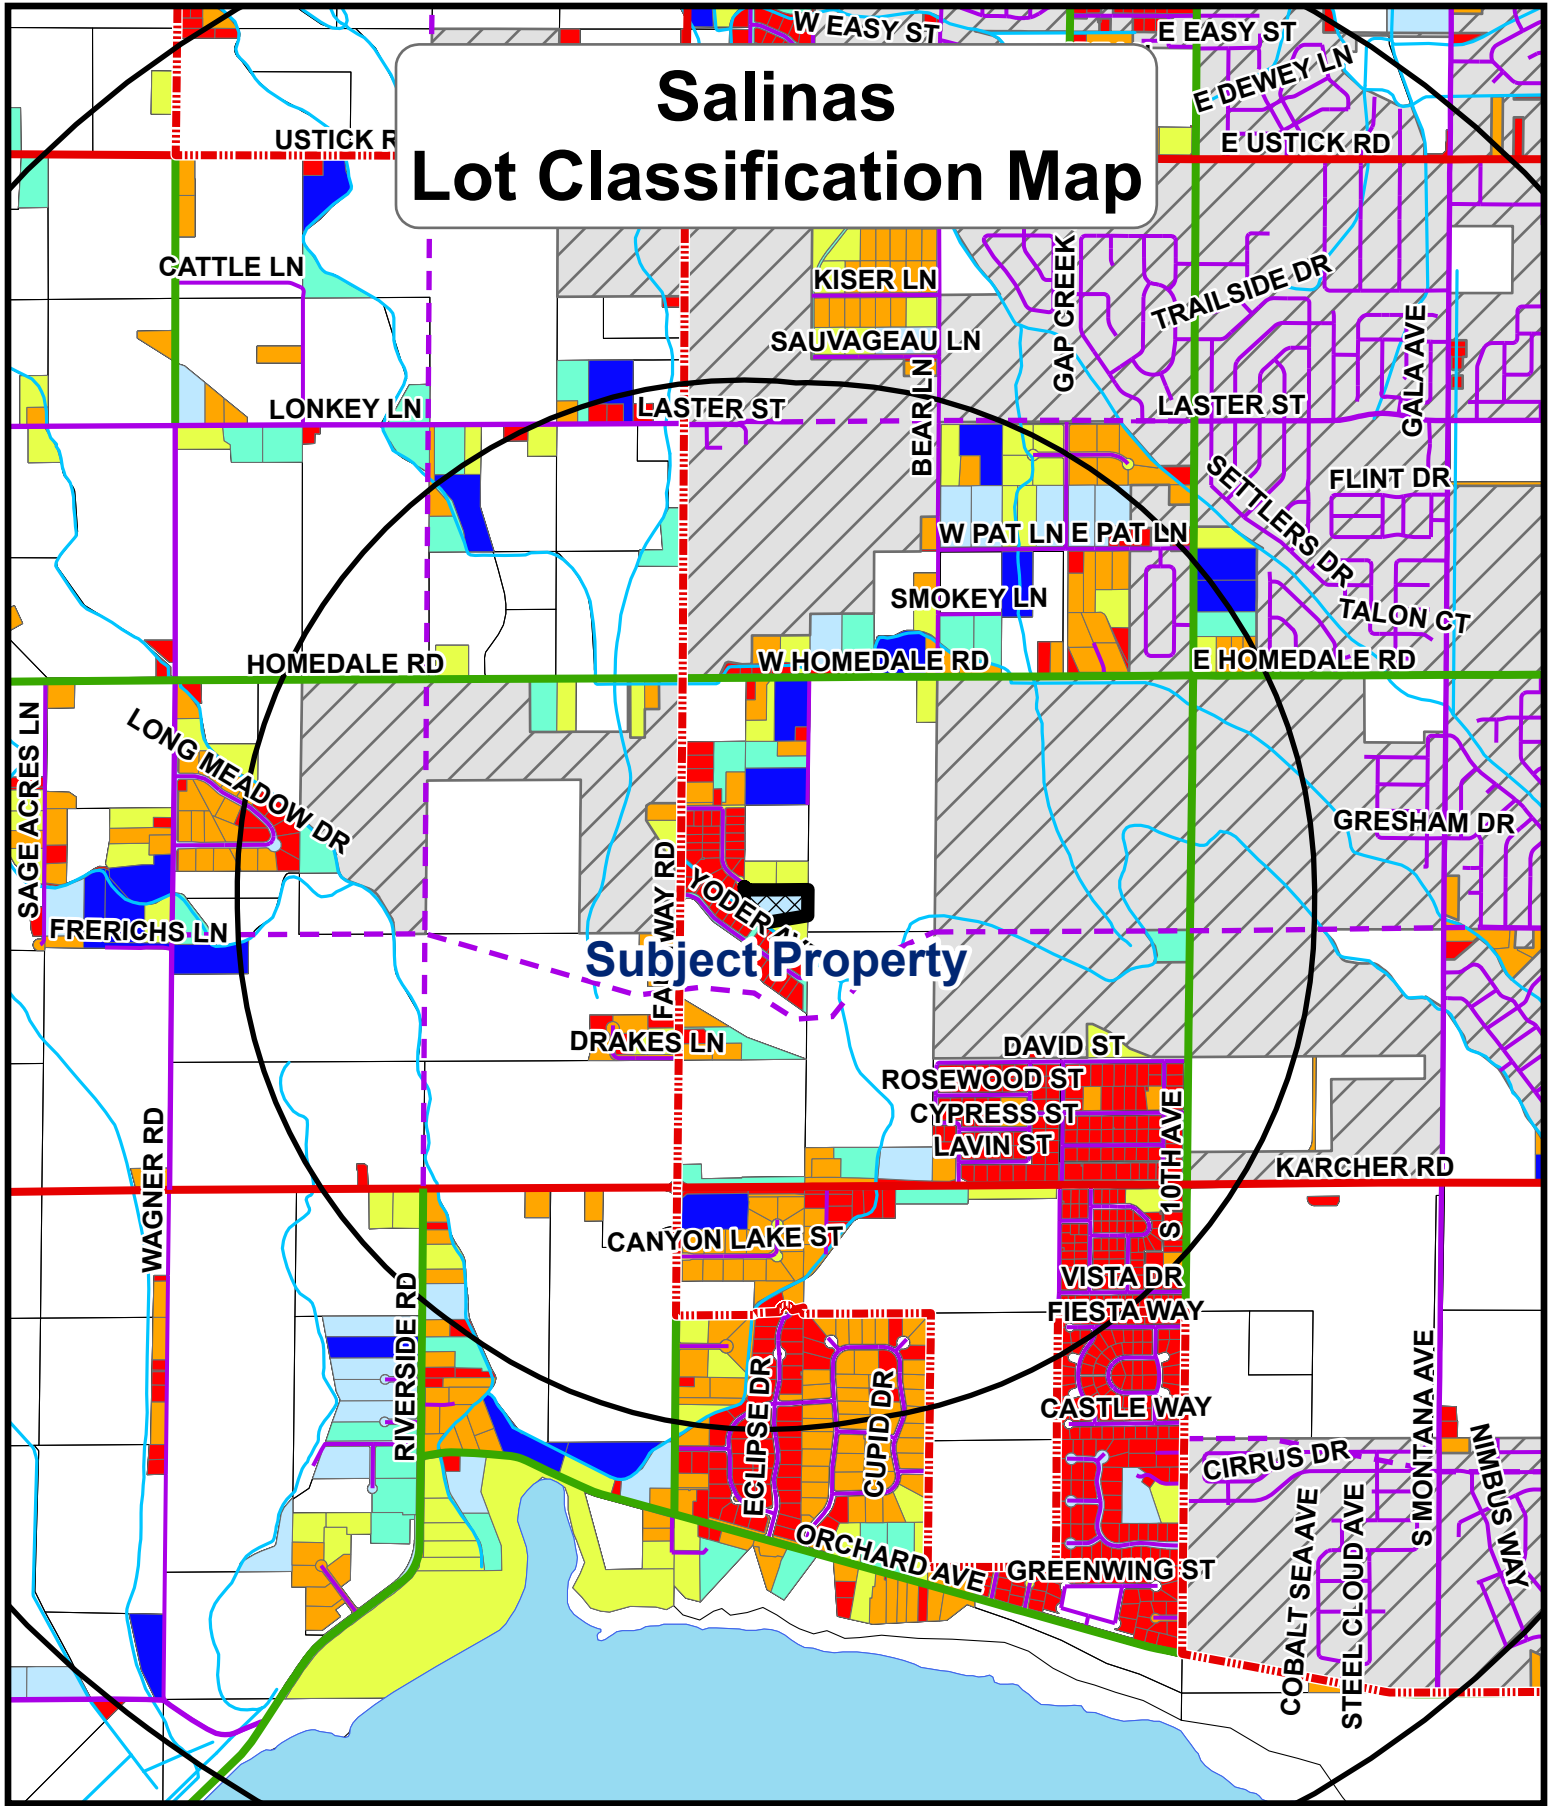 W EASY ST
E EASY ST
Salinas
Lot Classification Map
E DEWEY LN
USTICK R
E USTICK RD
CATTLE LN
KISER LN
GAP CREEK
TRAILSIDE DR
SAUVAGEAU LN
GALA AVE
LONKEY LN
LASTER ST
BEAR LN
LASTER ST
SETTLERS DR
FLINT DR
W PAT LN
E PAT LN
SMOKEY LN
TALON CT
HOMEDALE RD
W HOMEDALE RD
E HOMEDALE RD
SAGE ACRES LN
LONG MEADOW DR
GRESHAM DR
YODER
FRERICHS LN
Subject Property
DRAKES LN
DAVID ST
ROSEWOOD ST
CYPRESS ST
LAVIN ST
S 10TH AVE
WAGNER RD
KARCHER RD
CANYON LAKE ST
VISTA DR
RIVERSIDE RD
FIESTA WAY
ECLIPSE DR
CUPID DR
CASTLE WAY
S MONTANA AVE
CIRRUS DR
NIMBUS WAY
ORCHARD AVE
GREENWING ST
COBALT SEA AVE
STEEL CLOUD AVE